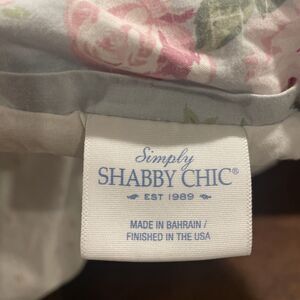 Simply
SHABBY CHIC®
EST 1989
MADE IN BAHRAIN /
FINISHED IN THE USA